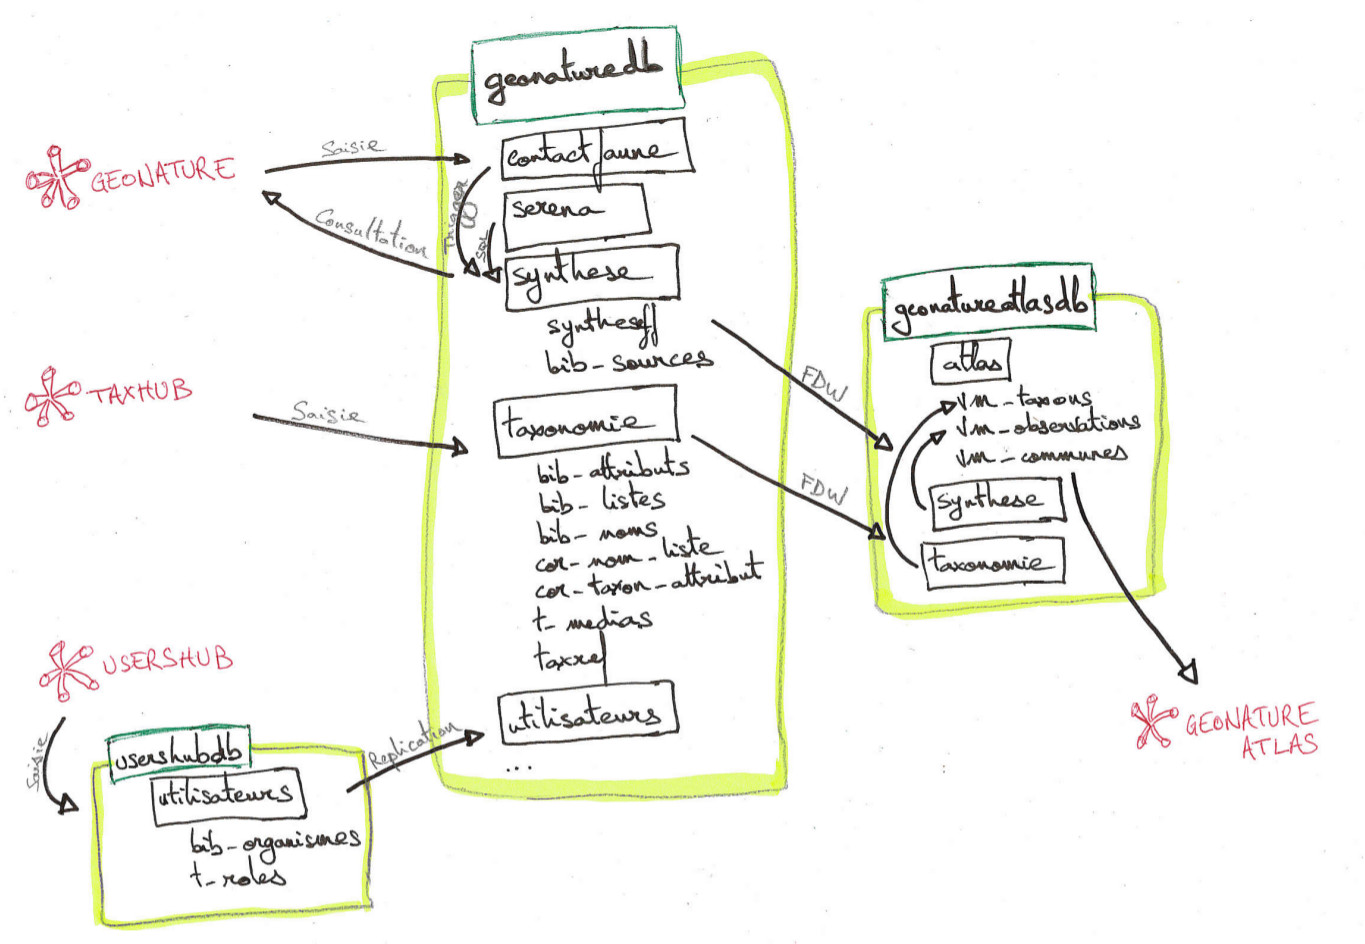 geonaturedb
contact faune
serena
synthese
syntheseff
bib_sources
taxonomie
bib_attributs
bib_listes
bib_noms
cor_nom_liste
cor_taxon_attribut
t_medias
taxref
utilisateurs
...
GEONATURE
Saisie
Consultation
Trigger
SQL
TAXHUB
Saisie
USERSHUB
Saisie
usershubdb
utilisateurs
bib_organismes
t_roles
Replication
FDW
FDW
geonatureatlasdb
atlas
vm_taxons
vm_observations
vm_communes
synthese
taxonomie
GEONATURE
ATLAS